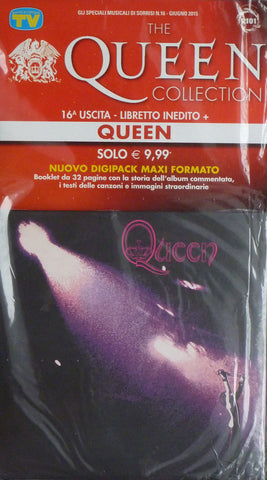 GLI SPECIALI MUSICALI DI SORRISI N.16 - GIUGNO 2015
TV
R101
THE
QUEEN
COLLECTION
16ª USCITA - LIBRETTO INEDITO +
QUEEN
SOLO € 9,99*
NUOVO DIGIPACK MAXI FORMATO
Booklet da 32 pagine con la storia dell'album commentata,
i testi delle canzoni e immagini straordinarie
Queen